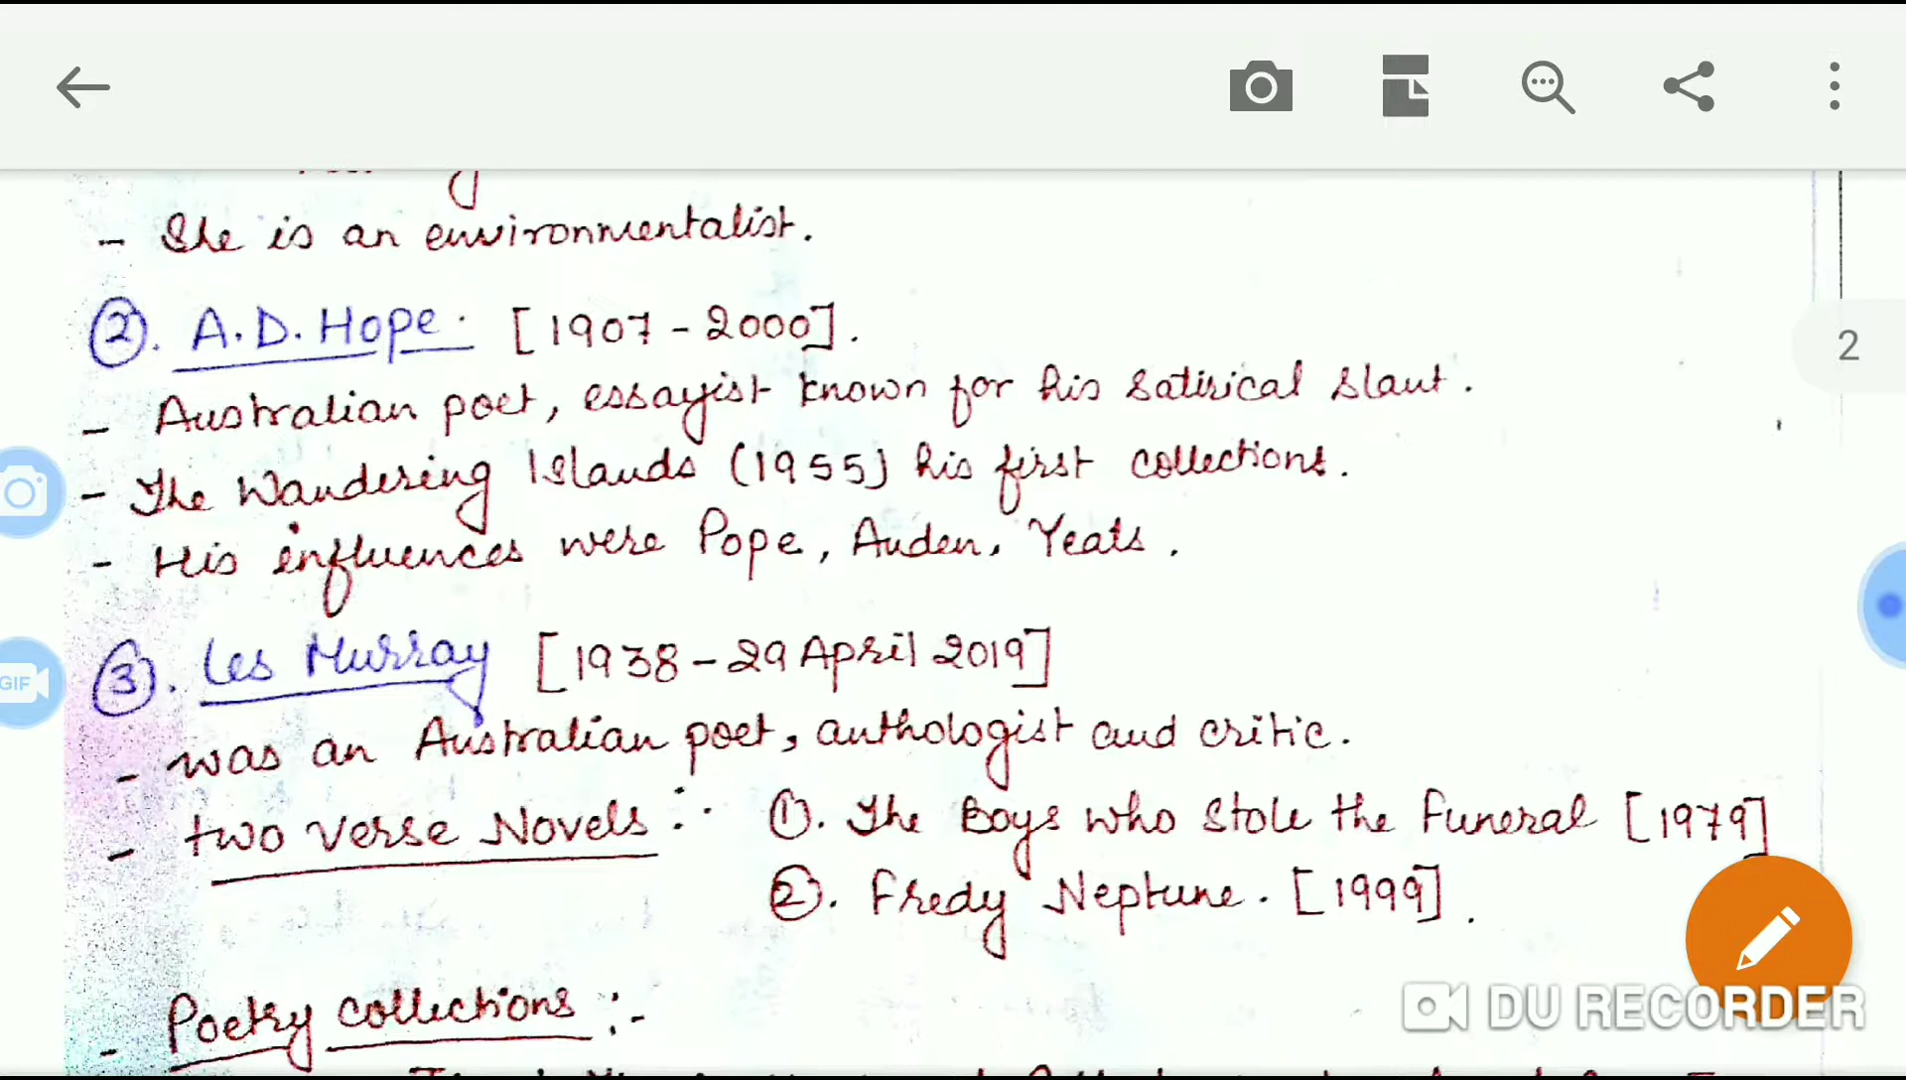 - She is an environmentalist.
②. A.D. Hope. [1907-2000].
2
- Australian poet, essayist known for his satirical slant.
- The Wandering Islands (1955) his first collections.
- His influences were Pope, Auden, Yeats.
③. Les Murray [1938-29 April 2019]
GIF
- was an Australian poet, anthologist and critic.
- two Verse Novels :- ①. The Boys who stole the Funeral [1979]
②. Fredy Neptune. [1999].
- Poetry collections :-
DU RECORDER